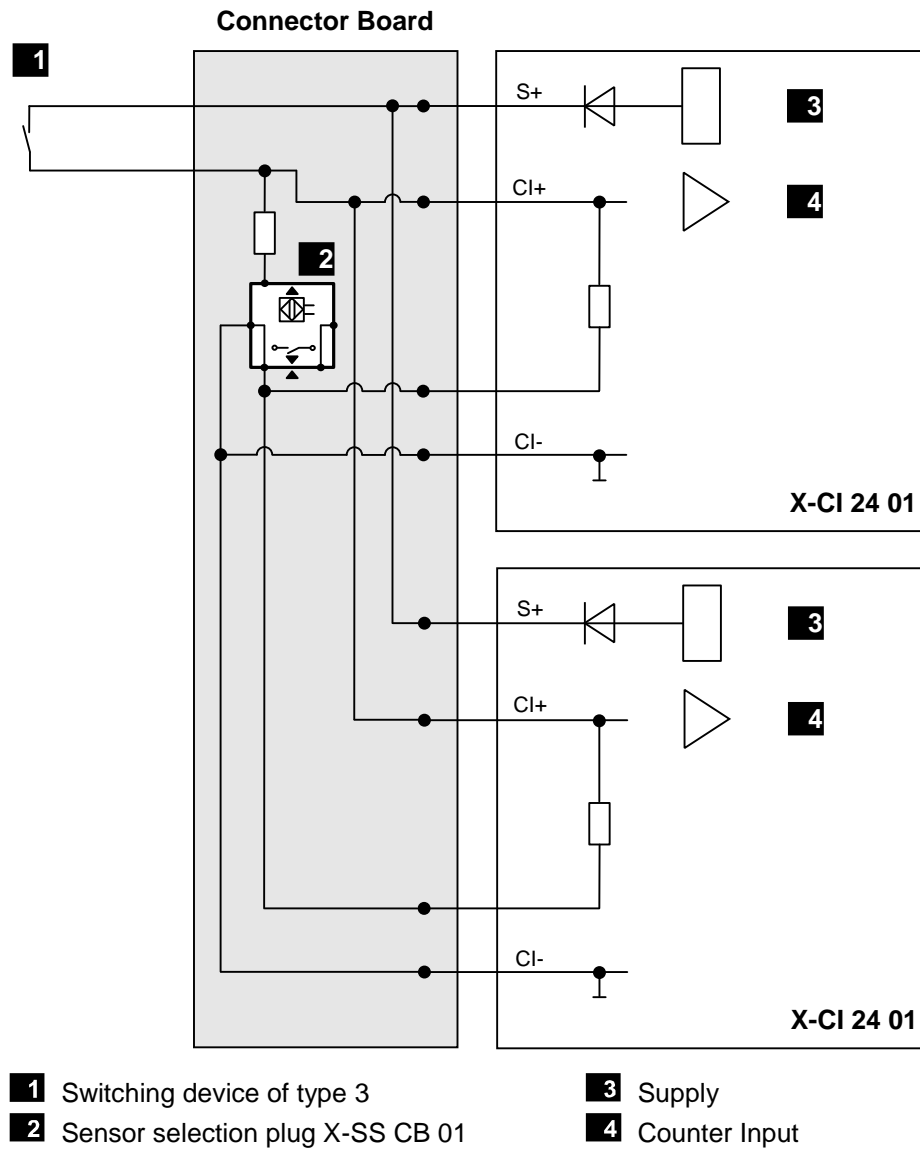 Connector Board
1
S+
3
CI+
4
2
CI-
X-CI 24 01
S+
3
CI+
4
CI-
X-CI 24 01
1 Switching device of type 3
3 Supply
2 Sensor selection plug X-SS CB 01
4 Counter Input